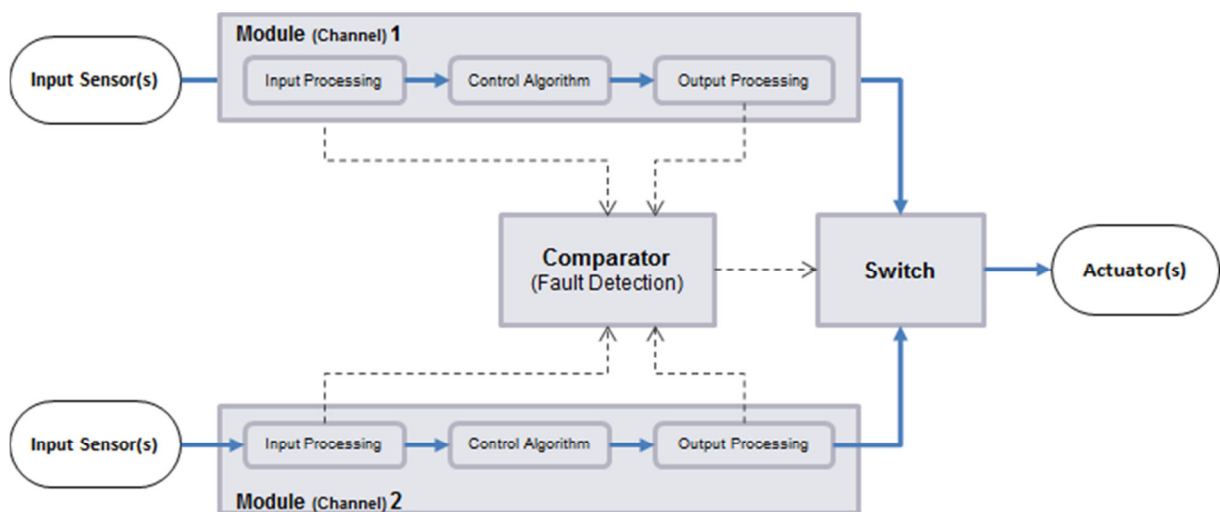 Module (Channel) 1
Input Sensor(s)
Input Processing
Control Algorithm
Output Processing
Comparator
(Fault Detection)
Switch
Actuator(s)
Input Sensor(s)
Input Processing
Control Algorithm
Output Processing
Module (Channel) 2